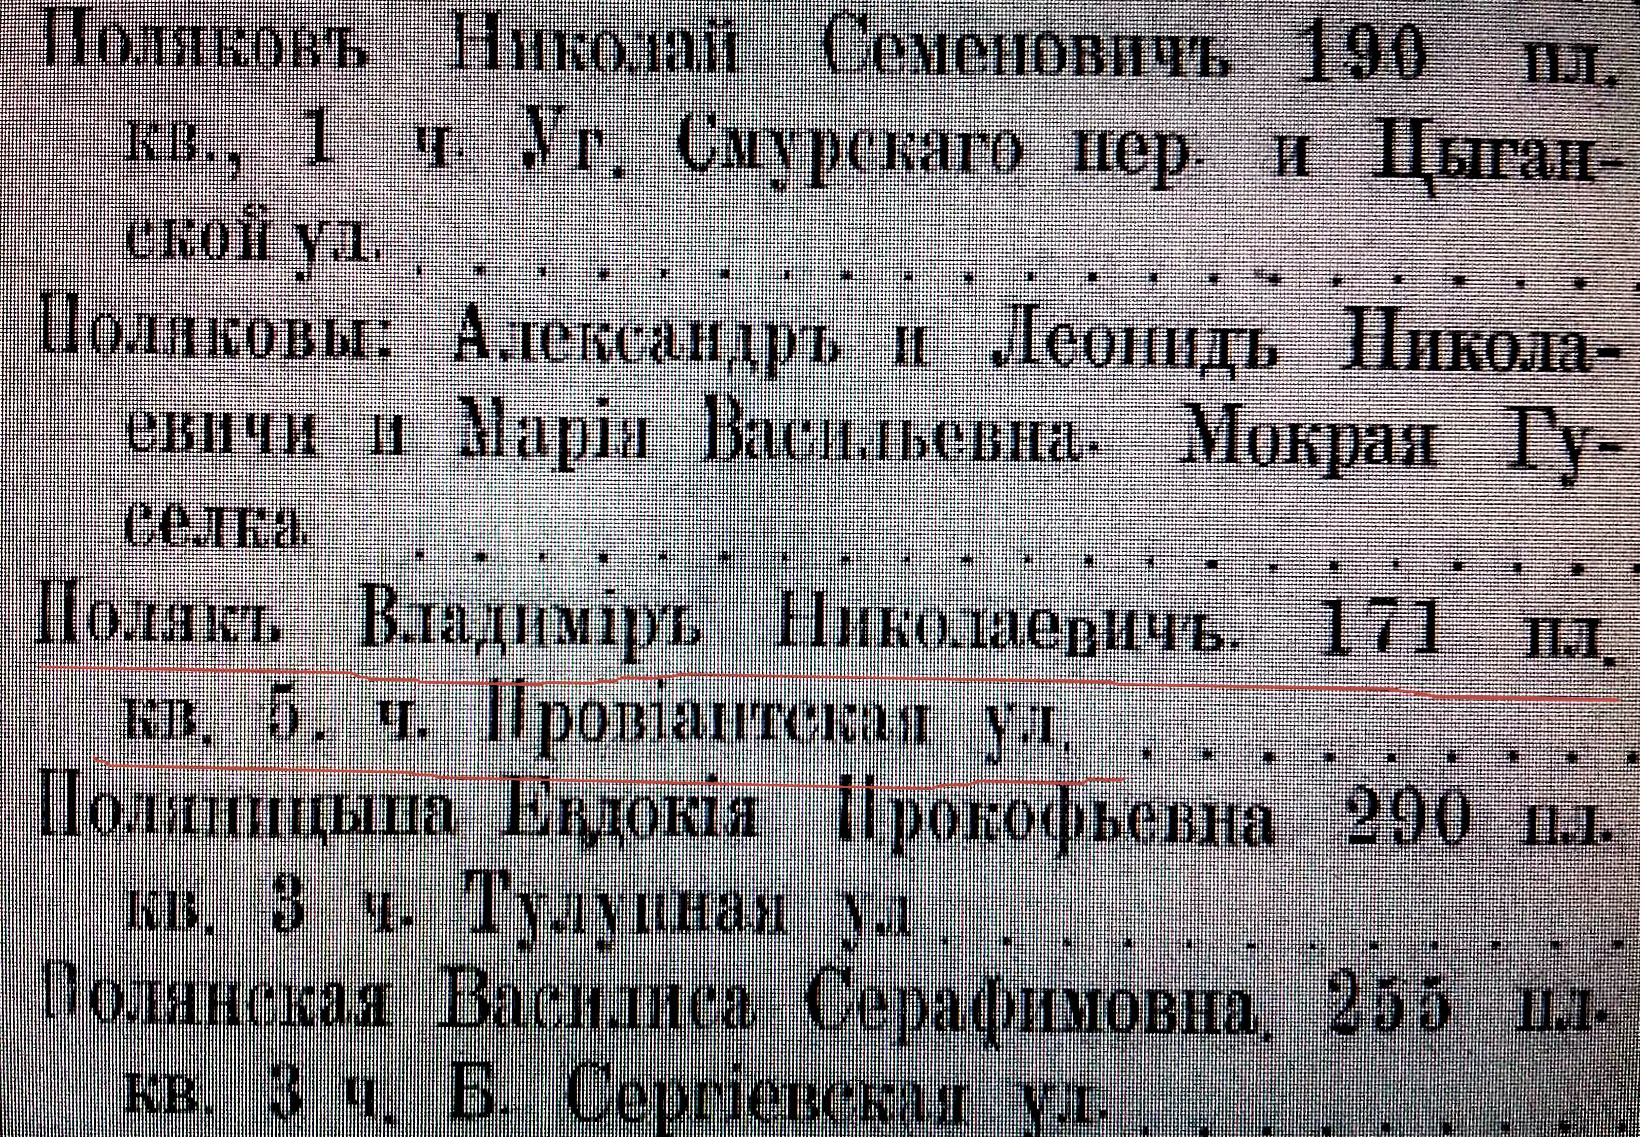 Поляковъ Николай Семеновичъ 190 пл.
кв., 1 ч. Уг. Смурскаго пер. и Цыган-
ской ул. . . . . . . . . . . . . . . . . . . . .
Поляковы: Александръ и Леонидъ Никола-
евичи и Марія Васильевна. Мокрая Гу-
селка . . . . . . . . . . . . . . . . . . . . .
Полякъ Владиміръ Николаевичъ. 171 пл.
кв. 5. ч. Провіантская ул. . . . . . . . . .
Полиницына Евдокія Прокофьевна 290 пл.
кв. 3 ч. Тулупная ул . . . . . . . . . . . .
Полянская Василиса Серафимовна. 255 пл.
кв. 3 ч. Б. Сергіевская ул. . . . . . . . .